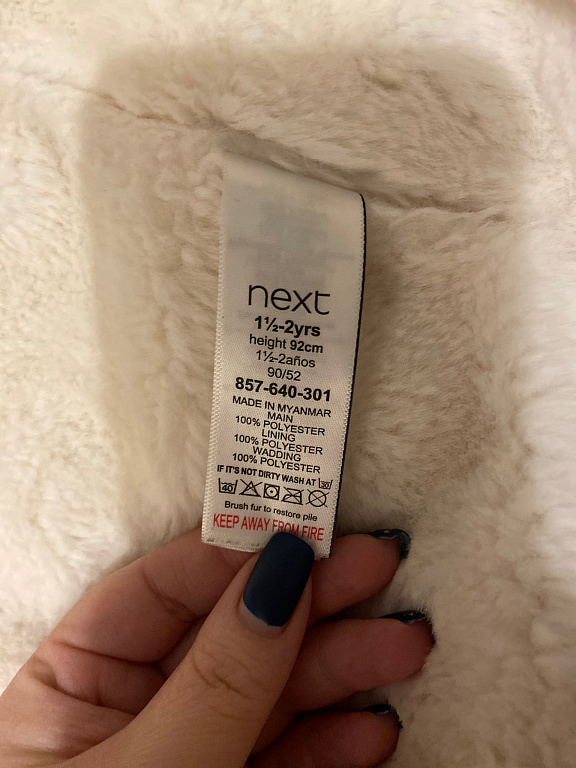 next
1½-2yrs
height 92cm
1½-2años
90/52
857-640-301
MADE IN MYANMAR
MAIN
100% POLYESTER
LINING
100% POLYESTER
WADDING
100% POLYESTER
IF IT'S NOT DIRTY WASH AT 30
40
Brush fur to restore pile
KEEP AWAY FROM FIRE